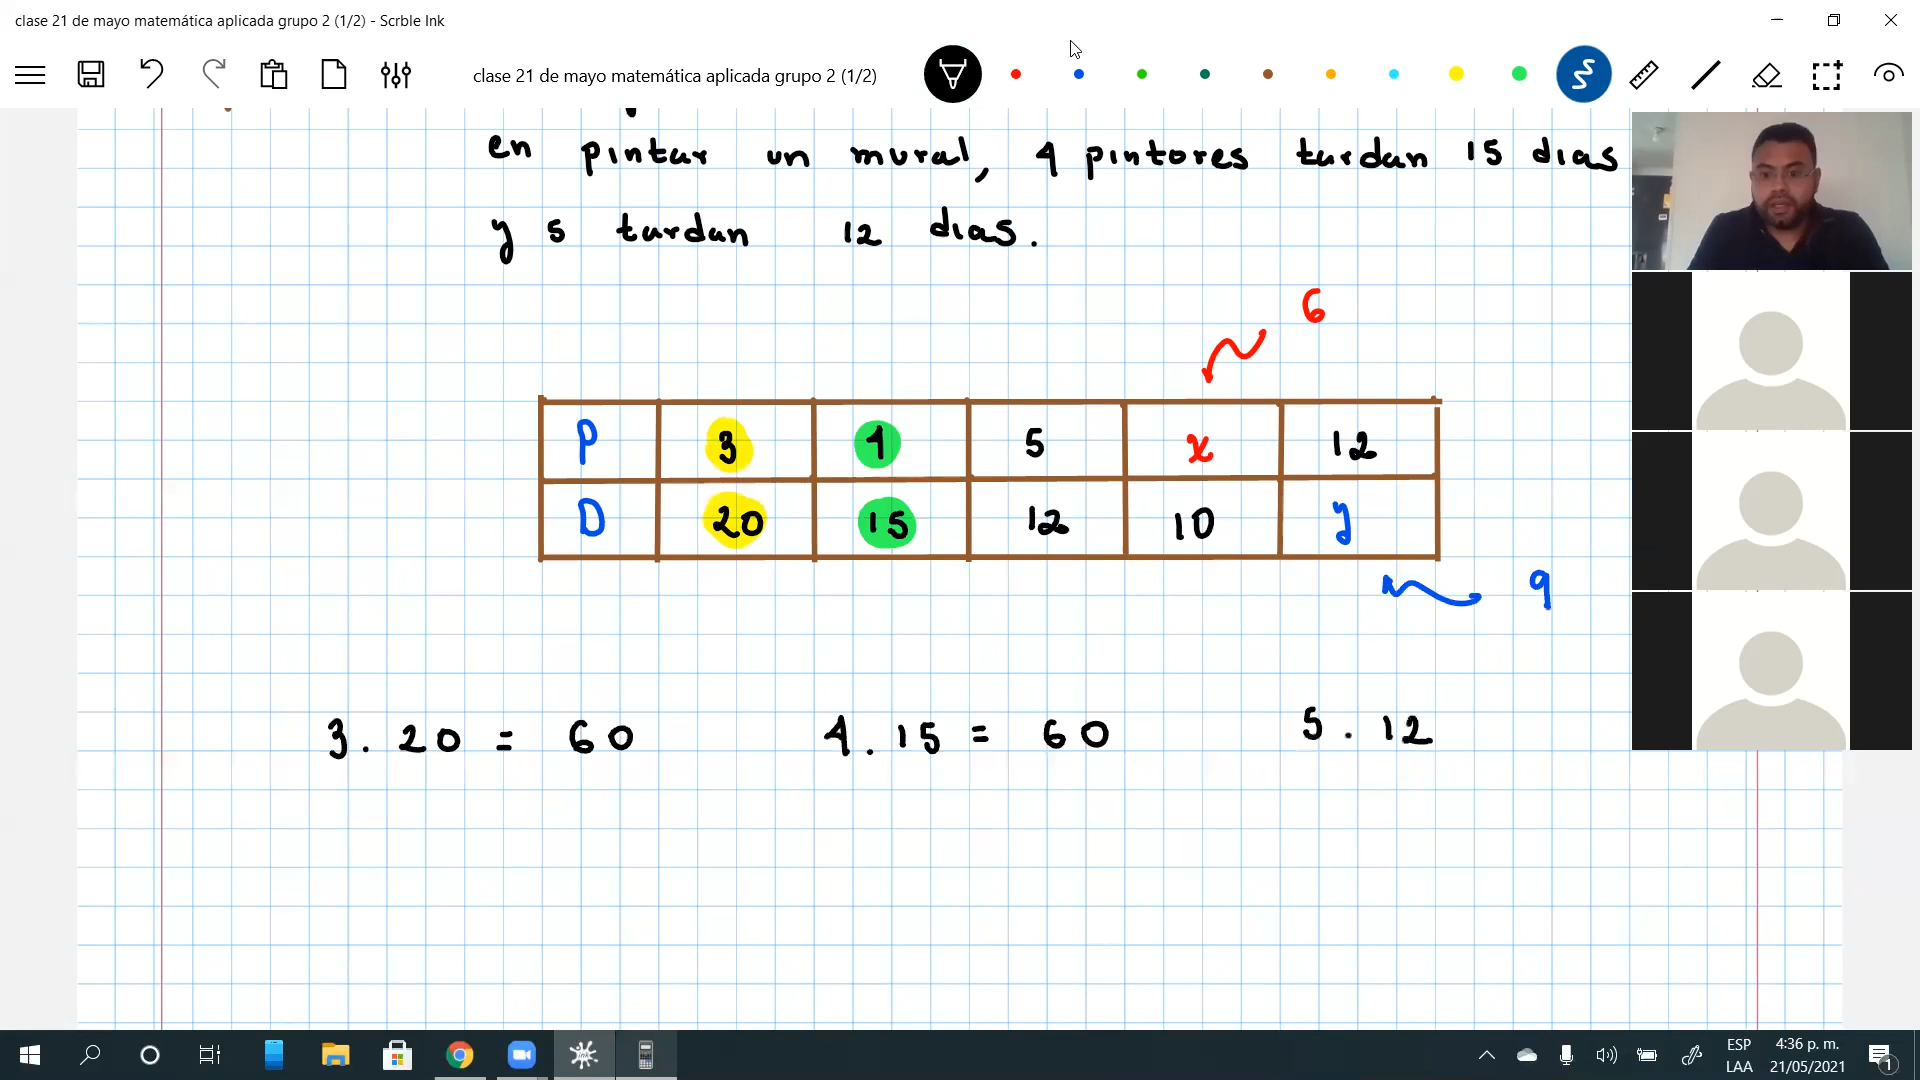 clase 21 de mayo matemática aplicada grupo 2 (1/2) - Scrble Ink
clase 21 de mayo matemática aplicada grupo 2 (1/2)
en pintar un mural, 4 pintores tardan 15 dias
y 5 tardan 12 dias.
6
P 3 4 5 x 12
D 20 15 12 10 y
9
3 . 20 = 60 4 . 15 = 60 5 . 12
ESP 4:36 p. m.
LAA 21/05/2021 1